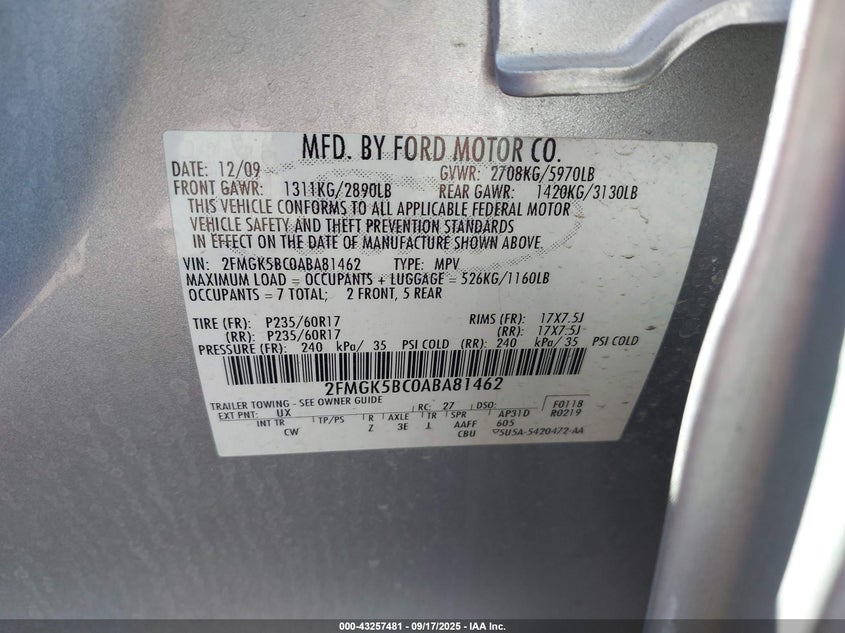 MFD. BY FORD MOTOR CO.
DATE: 12/09 GVWR: 2708KG/5970LB
FRONT GAWR: 1311KG/2890LB REAR GAWR: 1420KG/3130LB
THIS VEHICLE CONFORMS TO ALL APPLICABLE FEDERAL MOTOR
VEHICLE SAFETY AND THEFT PREVENTION STANDARDS
IN EFFECT ON THE DATE OF MANUFACTURE SHOWN ABOVE.
VIN: 2FMGK5BC0ABA81462 TYPE: MPV
MAXIMUM LOAD = OCCUPANTS + LUGGAGE = 526KG/1160LB
OCCUPANTS = 7 TOTAL; 2 FRONT, 5 REAR
TIRE (FR): P235/60R17 RIMS (FR): 17X7.5J
(RR): P235/60R17 (RR): 17X7.5J
PRESSURE (FR): 240 kPa/ 35 PSI COLD (RR): 240 kPa/ 35 PSI COLD
2FMGK5BC0ABA81462
TRAILER TOWING - SEE OWNER GUIDE RC: 27 DSO: F0118
EXT PNT: UX R0219
INT TR TP/PS R AXLE TR SPR AP31D
CW Z 3E J AAFF 605
CBU 5U5A-5420472-AA
000-43257481 - 09/17/2025 - IAA Inc.